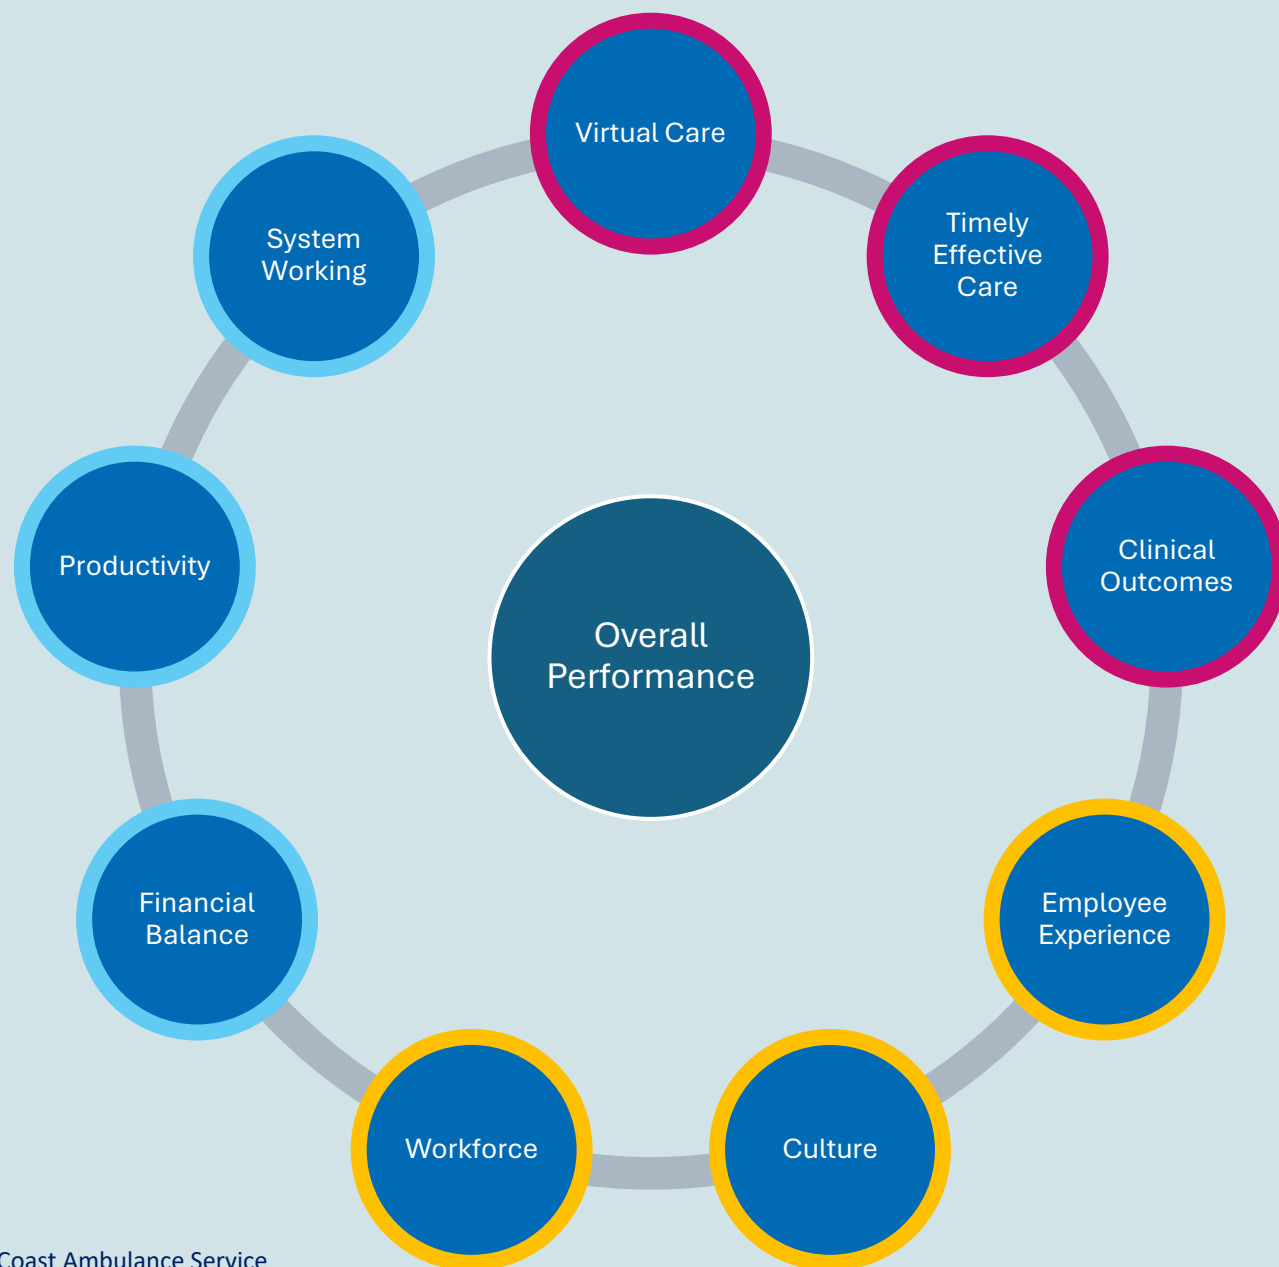 Virtual Care
Timely
Effective
Care
Clinical
Outcomes
Employee
Experience
Culture
Workforce
Financial
Balance
Productivity
System
Working
Overall
Performance
Coast Ambulance Service